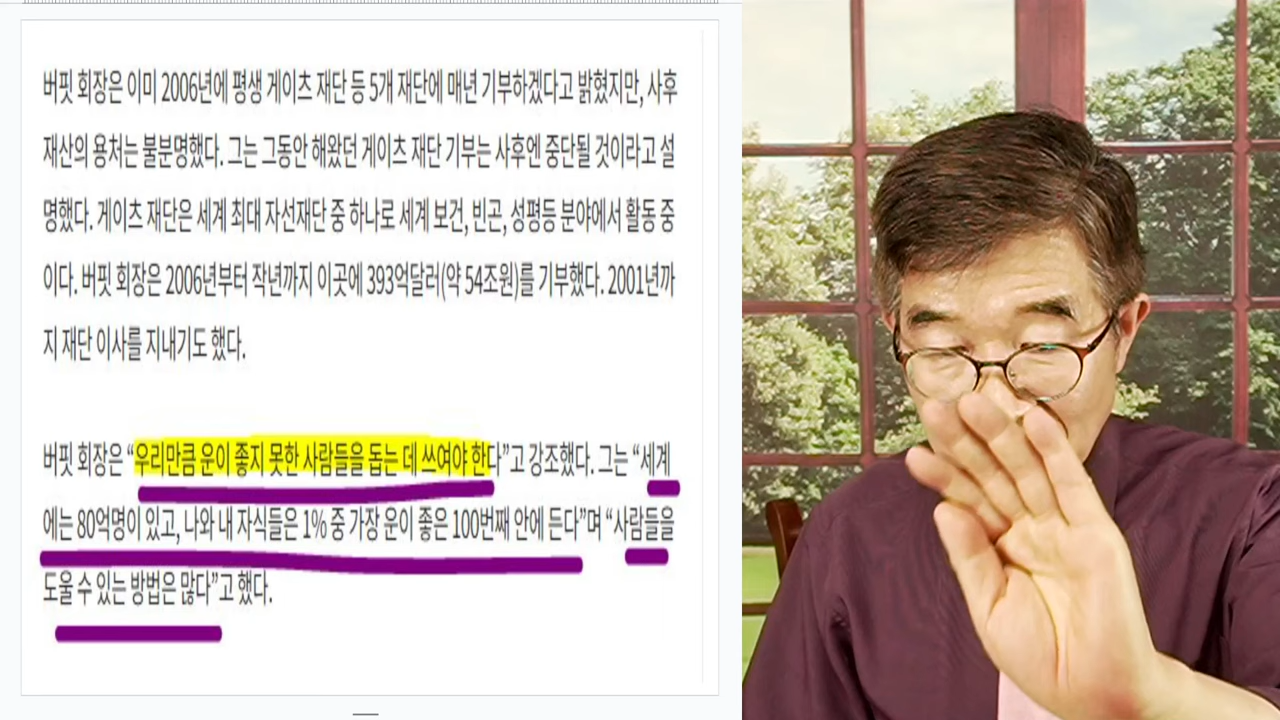 버핏 회장은 이미 2006년에 평생 게이츠 재단 등 5개 재단에 매년 기부하겠다고 밝혔지만, 사후
재산의 용처는 불분명했다. 그는 그동안 해왔던 게이츠 재단 기부는 사후엔 중단될 것이라고 설
명했다. 게이츠 재단은 세계 최대 자선재단 중 하나로 세계 보건, 빈곤, 성평등 분야에서 활동 중
이다. 버핏 회장은 2006년부터 작년까지 이곳에 393억달러(약 54조원)를 기부했다. 2001년까
지 재단 이사를 지내기도 했다.
버핏 회장은 “우리만큼 운이 좋지 못한 사람들을 돕는 데 쓰여야 한다”고 강조했다. 그는 “세계
에는 80억명이 있고, 나와 내 자식들은 1% 중 가장 운이 좋은 100번째 안에 든다”며 “사람들을
도울 수 있는 방법은 많다”고 했다.